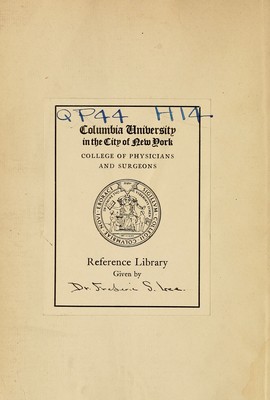 QP44 H14
Columbia University
in the City of New York
COLLEGE OF PHYSICIANS
AND SURGEONS
Reference Library
Given by
Dr. Frederic S. Lee.